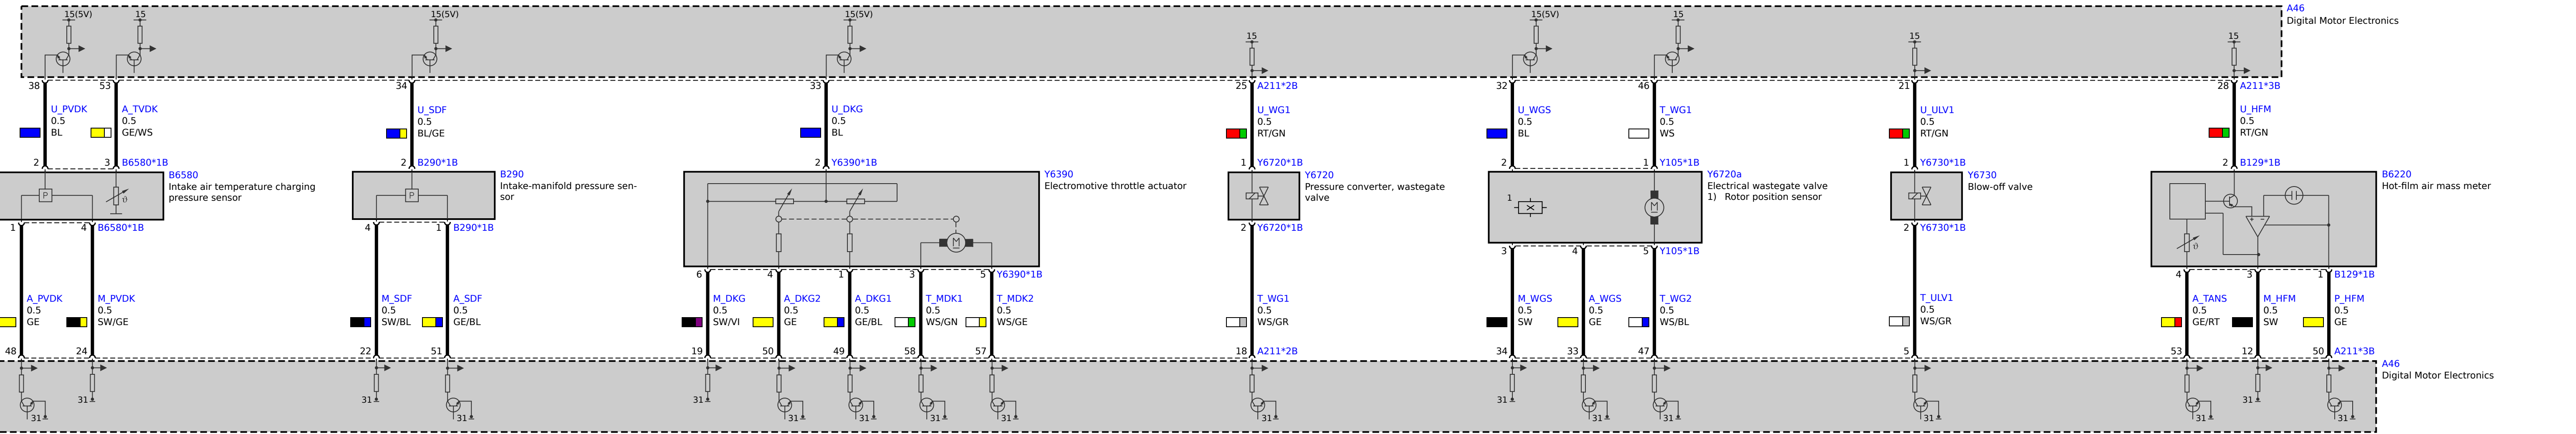 15(5V) 15 15(5V) 15(5V) 15 15(5V) 15 15 15
A46
Digital Motor Electronics
38 53 34 33 25 A211*2B 32 46 21 28 A211*3B
U_PVDK
0.5
BL
A_TVDK
0.5
GE/WS
U_SDF
0.5
BL/GE
U_DKG
0.5
BL
U_WG1
0.5
RT/GN
U_WGS
0.5
BL
T_WG1
0.5
WS
U_ULV1
0.5
RT/GN
U_HFM
0.5
RT/GN
2 3 B6580*1B 2 B290*1B 2 Y6390*1B 1 Y6720*1B 2 1 Y105*1B 1 Y6730*1B 2 B129*1B
P ϑ
B6580
Intake air temperature charging
pressure sensor
P
B290
Intake-manifold pressure sen-
sor
M
Y6390
Electromotive throttle actuator
Y6720
Pressure converter, wastegate
valve
1 M
Y6720a
Electrical wastegate valve
1) Rotor position sensor
Y6730
Blow-off valve
ϑ
B6220
Hot-film air mass meter
1 4 B6580*1B 4 1 B290*1B 6 4 1 3 5 Y6390*1B 2 Y6720*1B 3 4 5 Y105*1B 2 Y6730*1B 4 3 1 B129*1B
A_PVDK
0.5
GE
M_PVDK
0.5
SW/GE
M_SDF
0.5
SW/BL
A_SDF
0.5
GE/BL
M_DKG
0.5
SW/VI
A_DKG2
0.5
GE
A_DKG1
0.5
GE/BL
T_MDK1
0.5
WS/GN
T_MDK2
0.5
WS/GE
T_WG1
0.5
WS/GR
M_WGS
0.5
SW
A_WGS
0.5
GE
T_WG2
0.5
WS/BL
T_ULV1
0.5
WS/GR
A_TANS
0.5
GE/RT
M_HFM
0.5
SW
P_HFM
0.5
GE
48 24 22 51 19 50 49 58 57 18 A211*2B 34 33 47 5 53 12 50 A211*3B
A46
Digital Motor Electronics
31 31 31 31 31 31 31 31 31 31 31 31 31 31 31 31 31